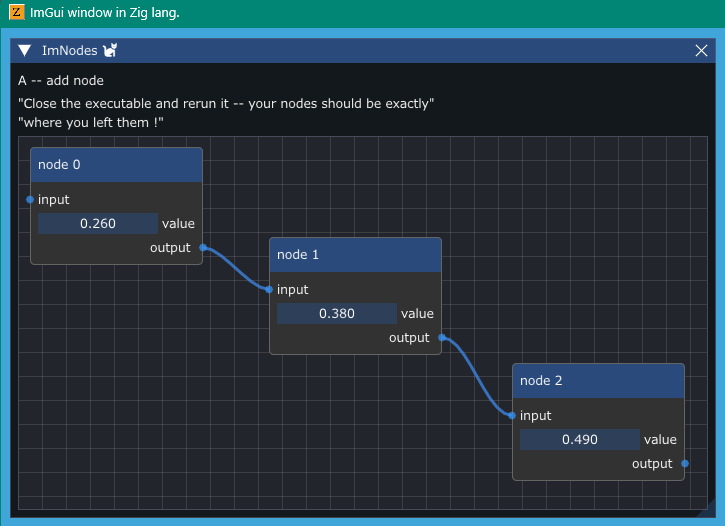 Z ImGui window in Zig lang.
ImNodes
A -- add node
"Close the executable and rerun it -- your nodes should be exactly"
"where you left them !"
node 0
input
0.260 value
output
node 1
input
0.380 value
output
node 2
input
0.490 value
output